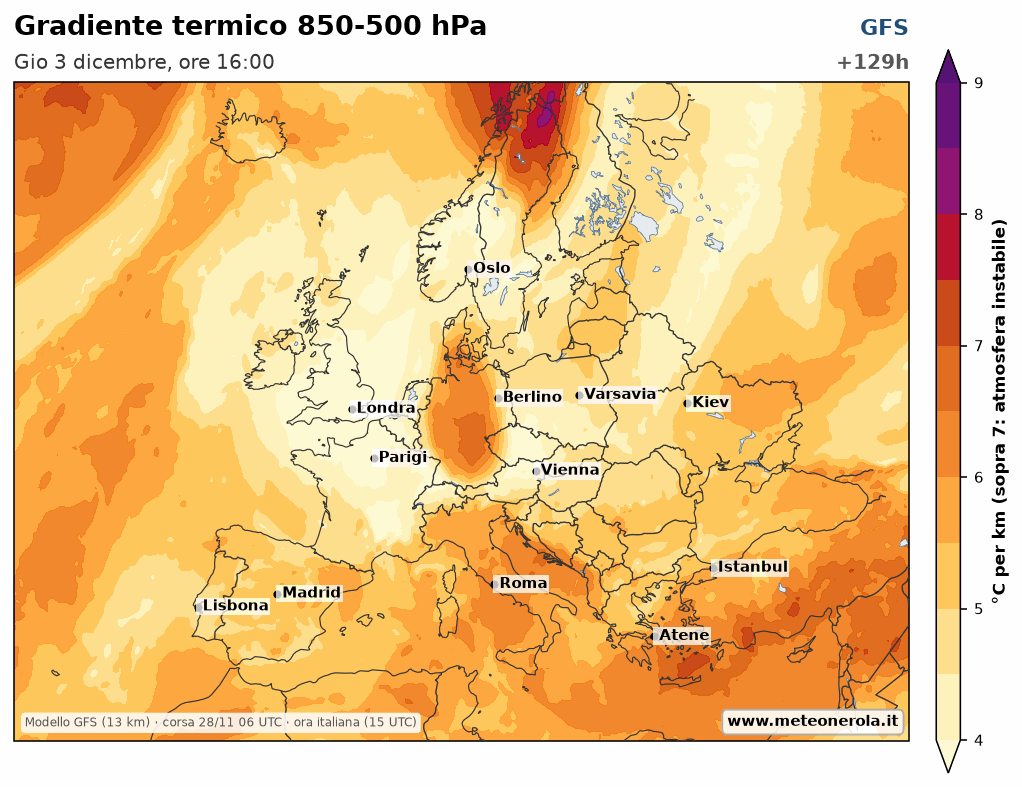 Gradiente termico 850-500 hPa
GFS
Gio 3 dicembre, ore 16:00
+129h
9
8
7
6
5
4
°C per km (sopra 7: atmosfera instabile)
Oslo
Londra
Berlino
Varsavia
Kiev
Parigi
Vienna
Istanbul
Roma
Madrid
Lisbona
Atene
Modello GFS (13 km) · corsa 28/11 06 UTC · ora italiana (15 UTC)
www.meteonerola.it